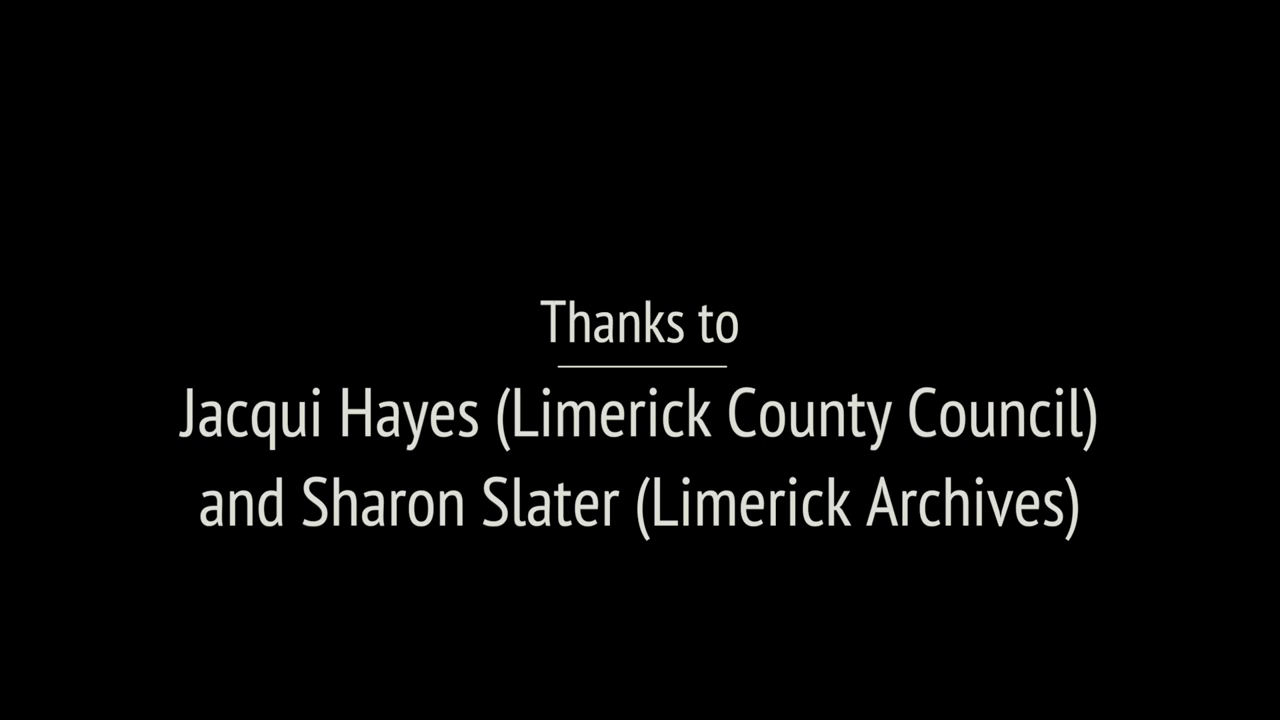 Thanks to
Jacqui Hayes (Limerick County Council)
and Sharon Slater (Limerick Archives)